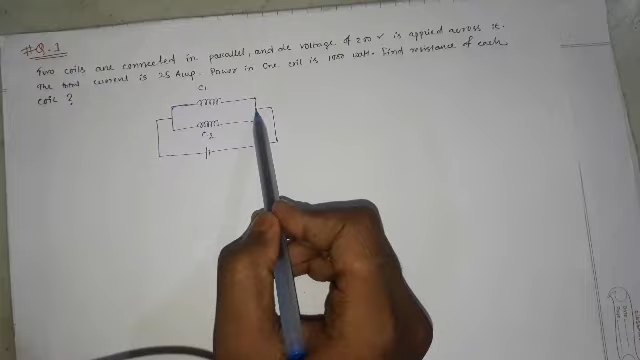 #Q.1
Two coils are connected in parallel, and dc voltage of 200 V is applied across it.
The total current is 25 Amp. Power in One coil is 1050 watt. Find resistance of each
coil ?
C1
C2